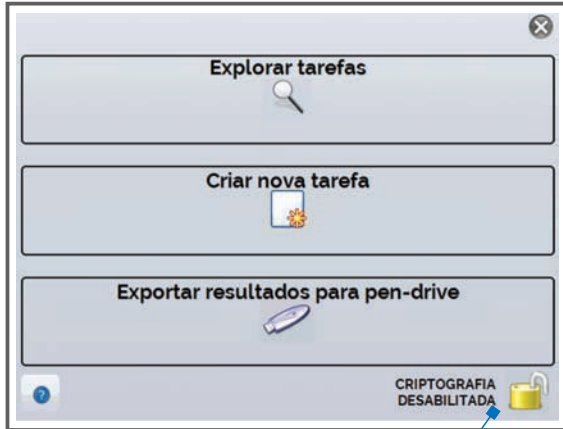 Explorar tarefas
Criar nova tarefa
Exportar resultados para pen-drive
CRIPTOGRAFIA
DESABILITADA